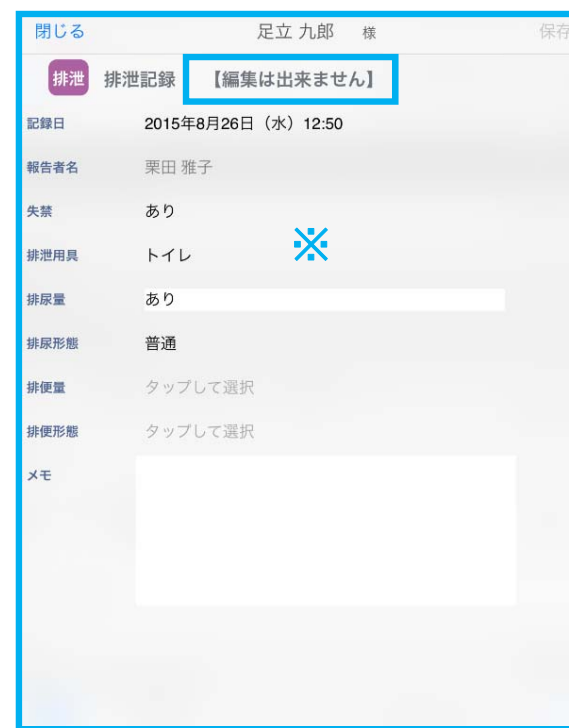 閉じる 足立 九郎 様 保存
排泄 排泄記録 【編集は出来ません】
記録日 2015年8月26日（水）12:50
報告者名 栗田 雅子
失禁 あり
※
排泄用具 トイレ
排尿量 あり
排尿形態 普通
排便量 タップして選択
排便形態 タップして選択
メモ